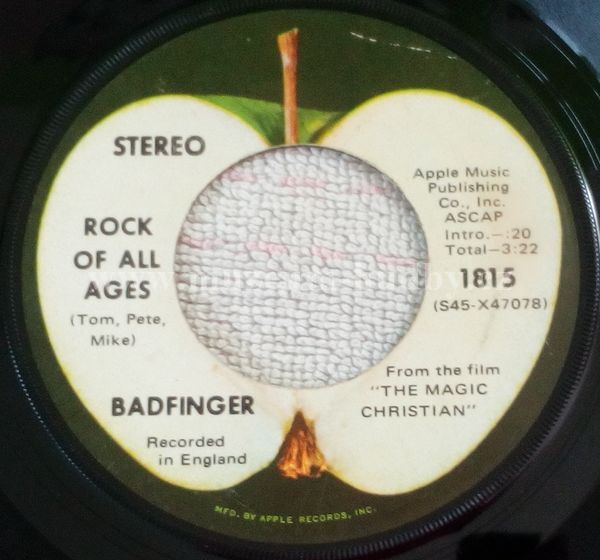 STEREO
ROCK
OF ALL
AGES
(Tom, Pete,
Mike)
BADFINGER
Recorded
in England
Apple Music
Publishing
Co., Inc.
ASCAP
Intro.—:20
Total—3:22
1815
(S45-X47078)
From the film
"THE MAGIC
CHRISTIAN"
MFD. BY APPLE RECORDS, INC.